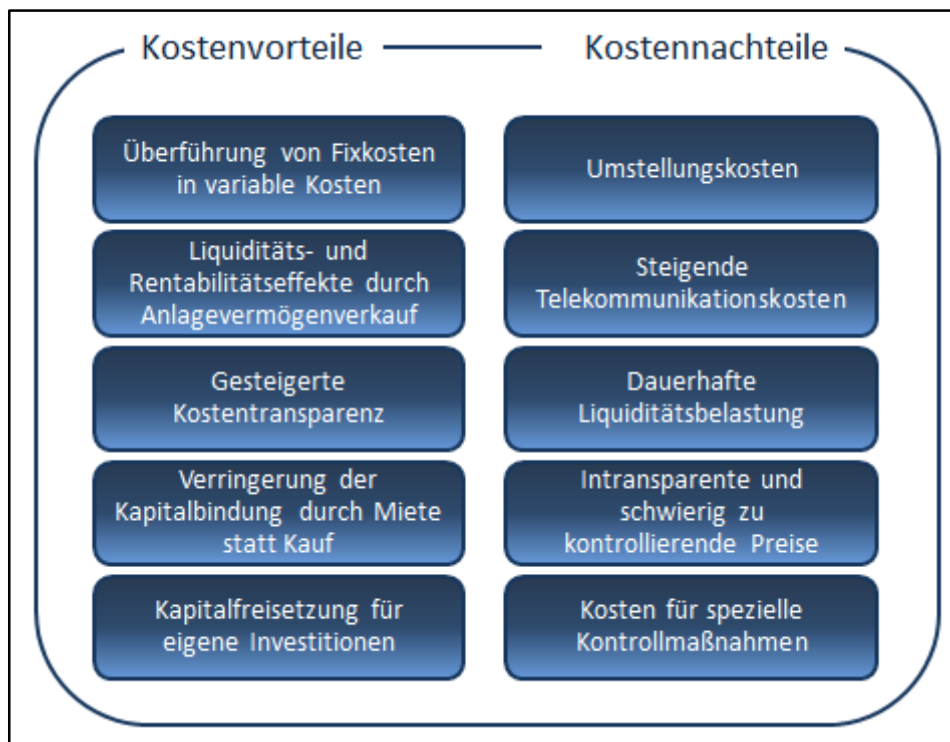 Kostenvorteile
Kostennachteile
Überführung von Fixkosten
in variable Kosten
Umstellungskosten
Liquiditäts- und
Rentabilitätseffekte durch
Anlagevermögenverkauf
Steigende
Telekommunikationskosten
Gesteigerte
Kostentransparenz
Dauerhafte
Liquiditätsbelastung
Verringerung der
Kapitalbindung durch Miete
statt Kauf
Intransparente und
schwierig zu
kontrollierende Preise
Kapitalfreisetzung für
eigene Investitionen
Kosten für spezielle
Kontrollmaßnahmen